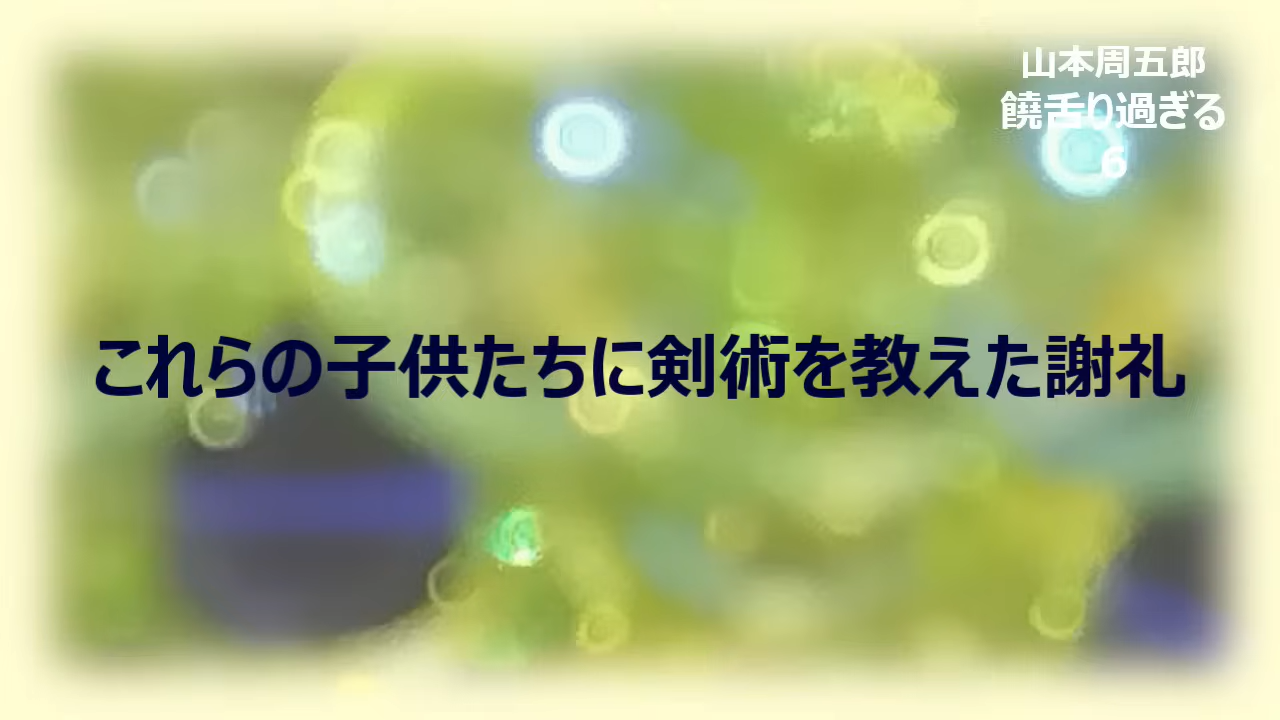 山本周五郎
饒舌り過ぎる
6
これらの子供たちに剣術を教えた謝礼